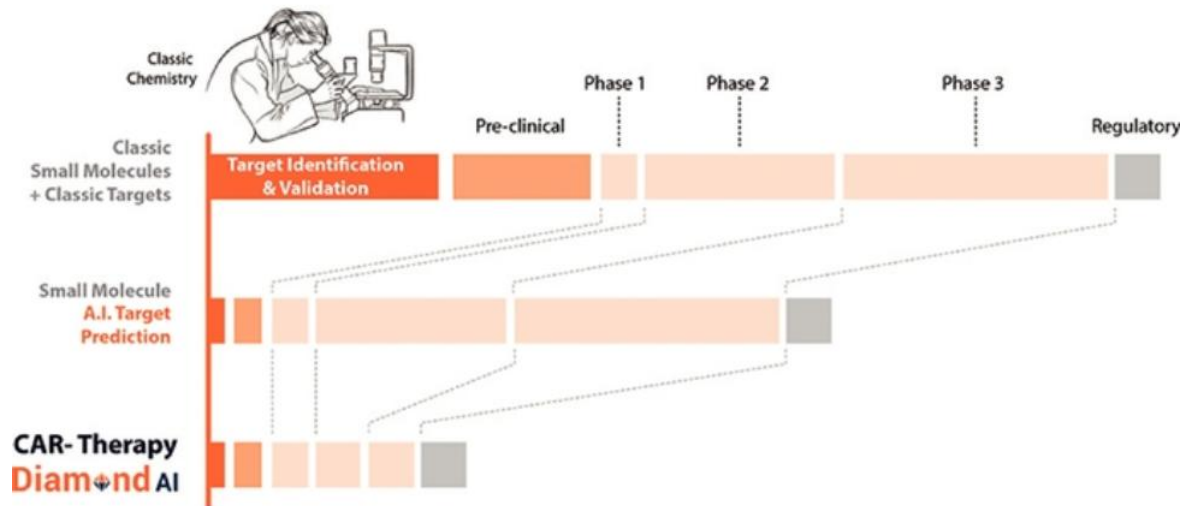 Classic
Chemistry
Phase 1
Phase 2
Phase 3
Pre-clinical
Regulatory
Classic
Small Molecules
+ Classic Targets
Target Identification
& Validation
Small Molecule
A.I. Target
Prediction
CAR- Therapy
Diamond AI